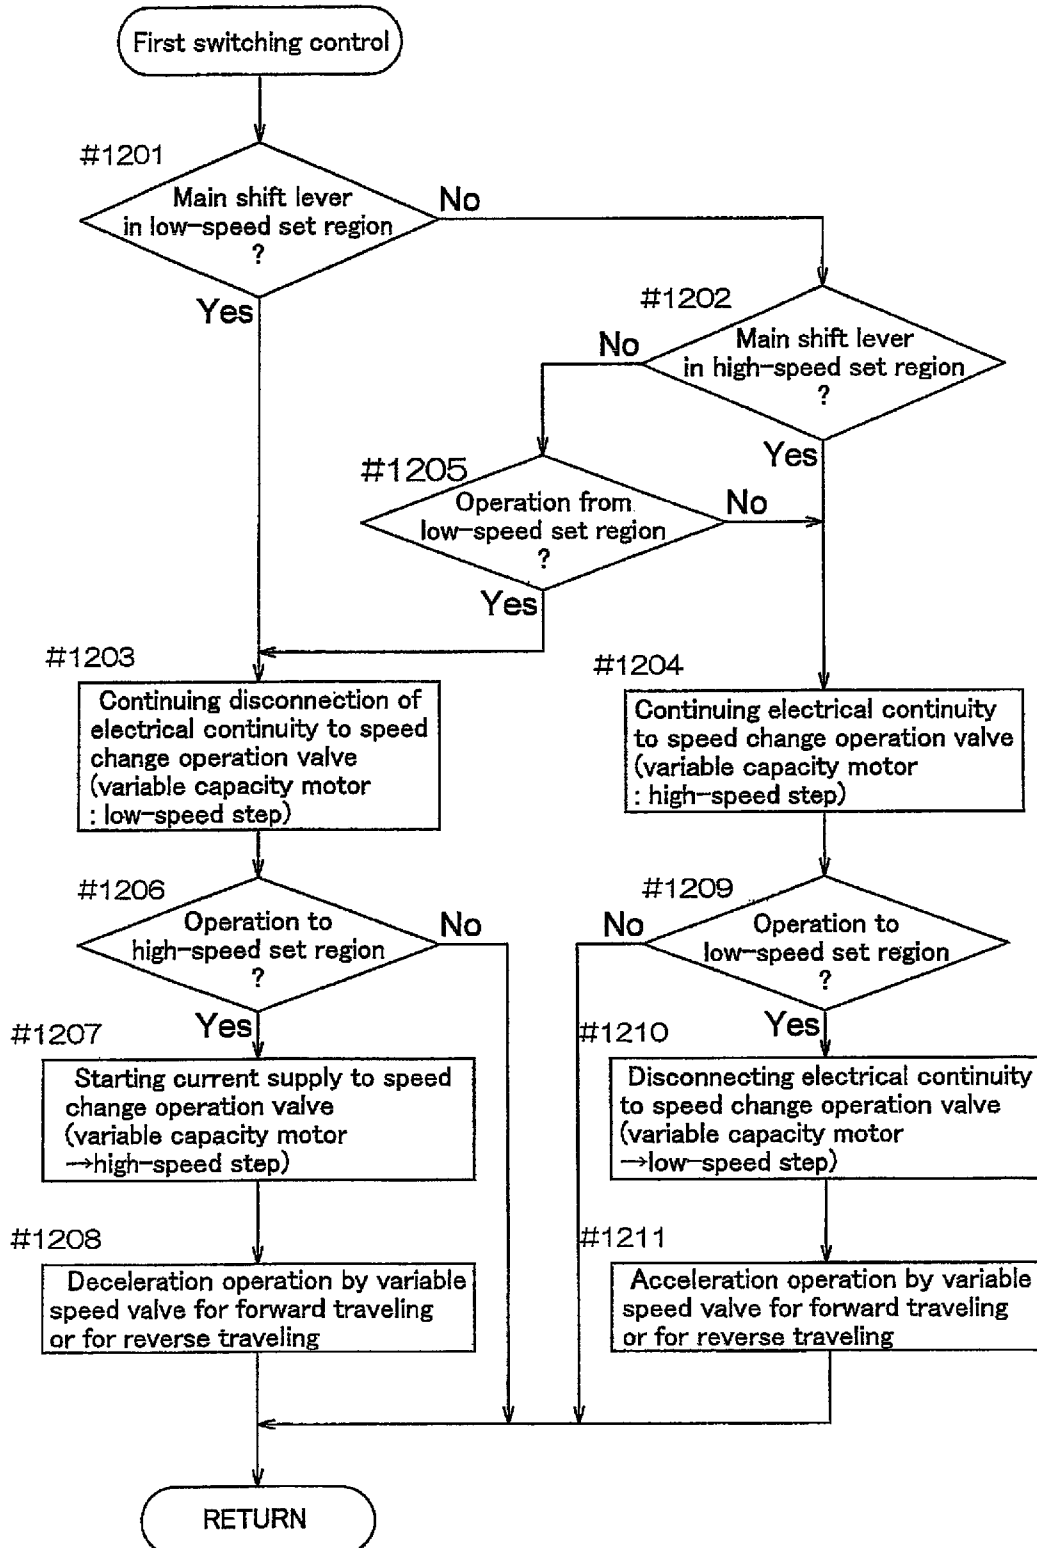 First switching control
#1201
Main shift lever
in low-speed set region
?
No
Yes
#1202
Main shift lever
in high-speed set region
?
No
Yes
#1205
Operation from
low-speed set region
?
No
Yes
#1203
Continuing disconnection of
electrical continuity to speed
change operation valve
(variable capacity motor
: low-speed step)
#1204
Continuing electrical continuity
to speed change operation valve
(variable capacity motor
: high-speed step)
#1206
Operation to
high-speed set region
?
No
Yes
#1209
Operation to
low-speed set region
?
No
Yes
#1207
Starting current supply to speed
change operation valve
(variable capacity motor
→high-speed step)
#1210
Disconnecting electrical continuity
to speed change operation valve
(variable capacity motor
→low-speed step)
#1208
Deceleration operation by variable
speed valve for forward traveling
or for reverse traveling
#1211
Acceleration operation by variable
speed valve for forward traveling
or for reverse traveling
RETURN